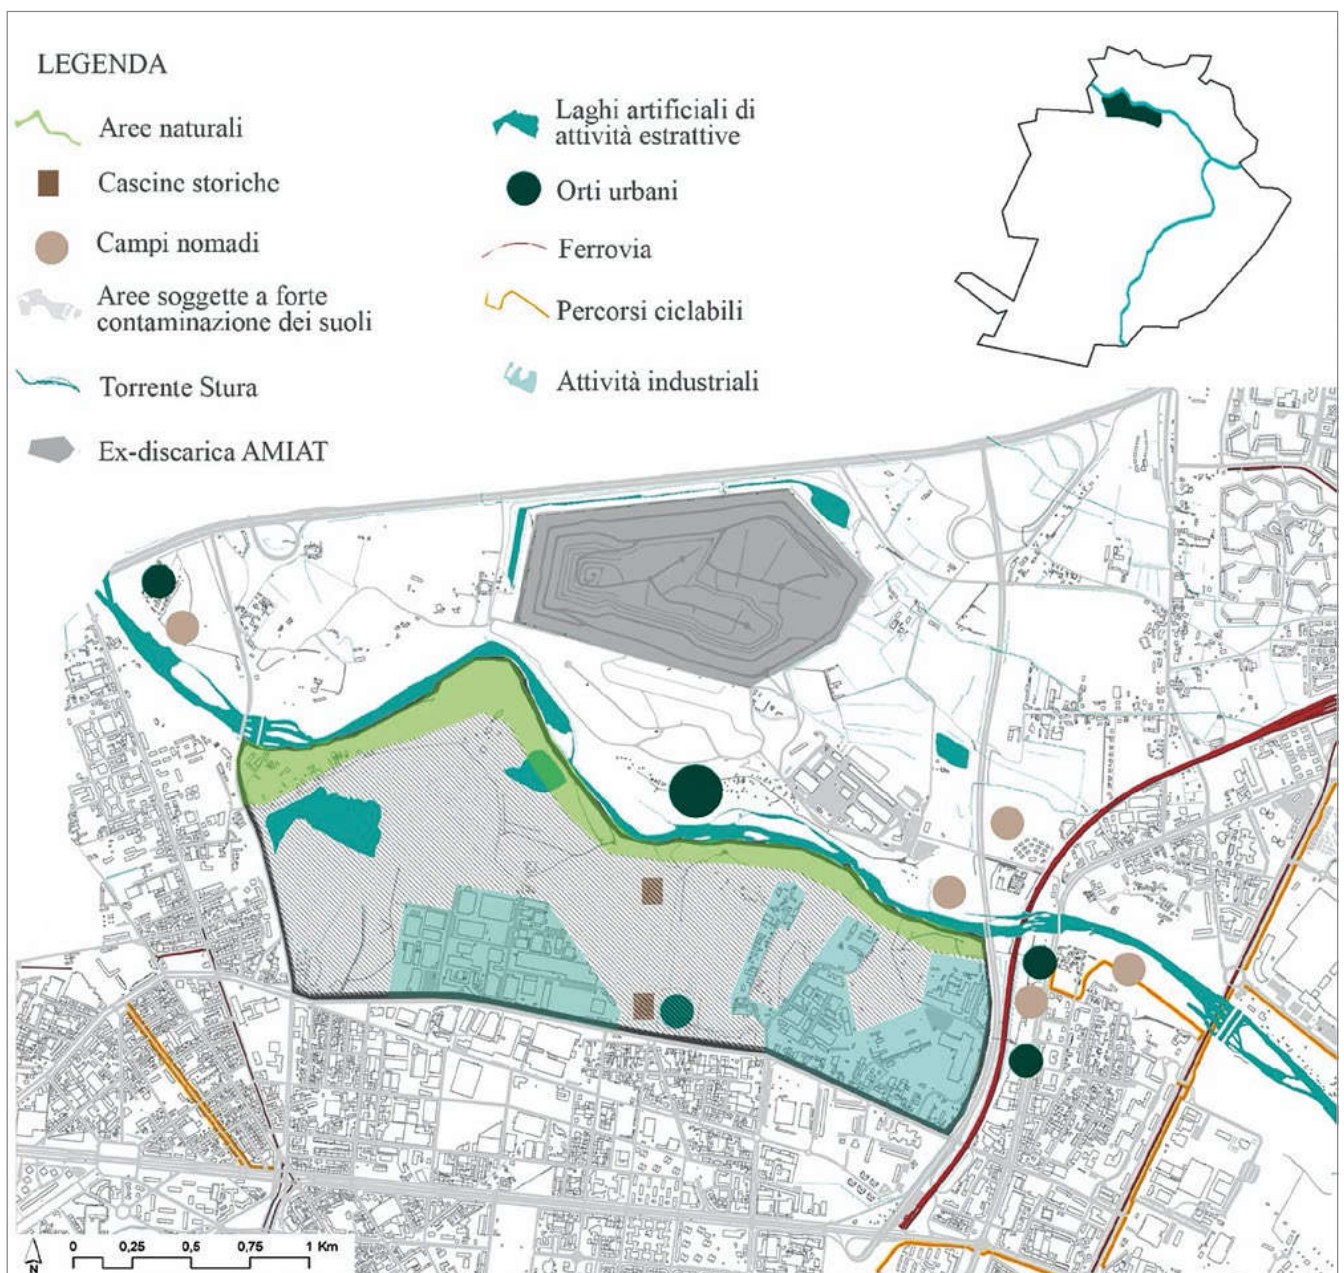 LEGENDA
Aree naturali
Cascine storiche
Campi nomadi
Aree soggette a forte
contaminazione dei suoli
Torrente Stura
Ex-discarica AMIAT
Laghi artificiali di
attività estrattive
Orti urbani
Ferrovia
Percorsi ciclabili
Attività industriali
N
0 0,25 0,5 0,75 1 Km